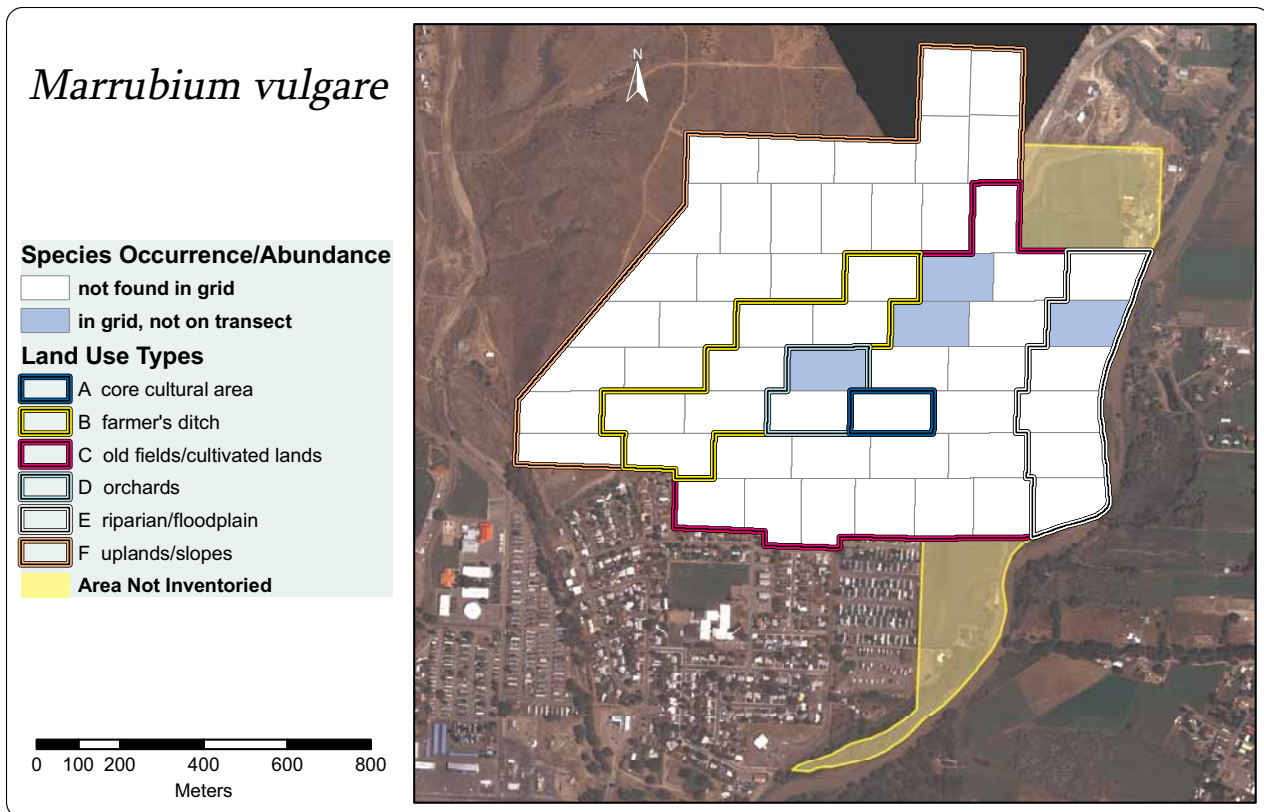 Marrubium vulgare
Species Occurrence/Abundance
not found in grid
in grid, not on transect
Land Use Types
A core cultural area
B farmer's ditch
C old fields/cultivated lands
D orchards
E riparian/floodplain
F uplands/slopes
Area Not Inventoried
0 100 200 400 600 800
Meters
N